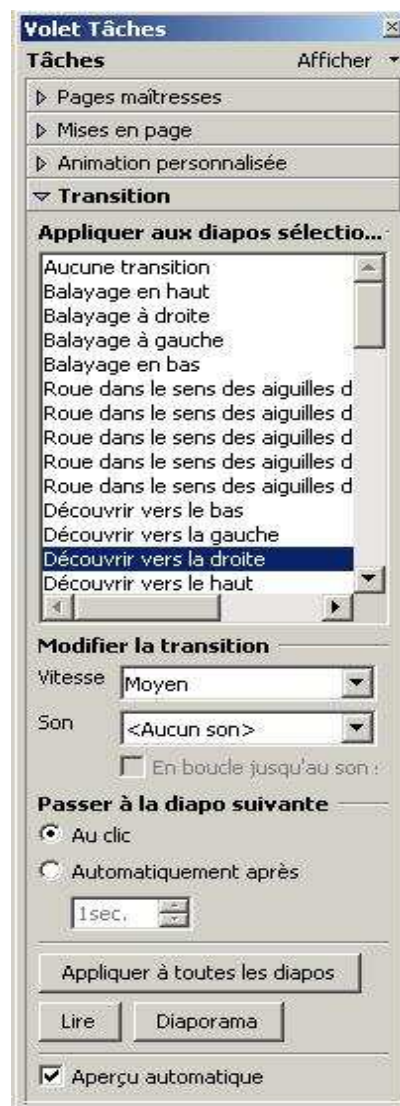 Volet Tâches
Tâches Afficher
Pages maîtresses
Mises en page
Animation personnalisée
Transition
Appliquer aux diapos sélectio...
Aucune transition
Balayage en haut
Balayage à droite
Balayage à gauche
Balayage en bas
Roue dans le sens des aiguilles d
Roue dans le sens des aiguilles d
Roue dans le sens des aiguilles d
Roue dans le sens des aiguilles d
Roue dans le sens des aiguilles d
Découvrir vers le bas
Découvrir vers la gauche
Découvrir vers la droite
Découvrir vers le haut
Modifier la transition
Vitesse Moyen
Son <Aucun son>
En boucle jusqu'au son :
Passer à la diapo suivante
Au clic
Automatiquement après
1sec.
Appliquer à toutes les diapos
Lire Diaporama
Aperçu automatique